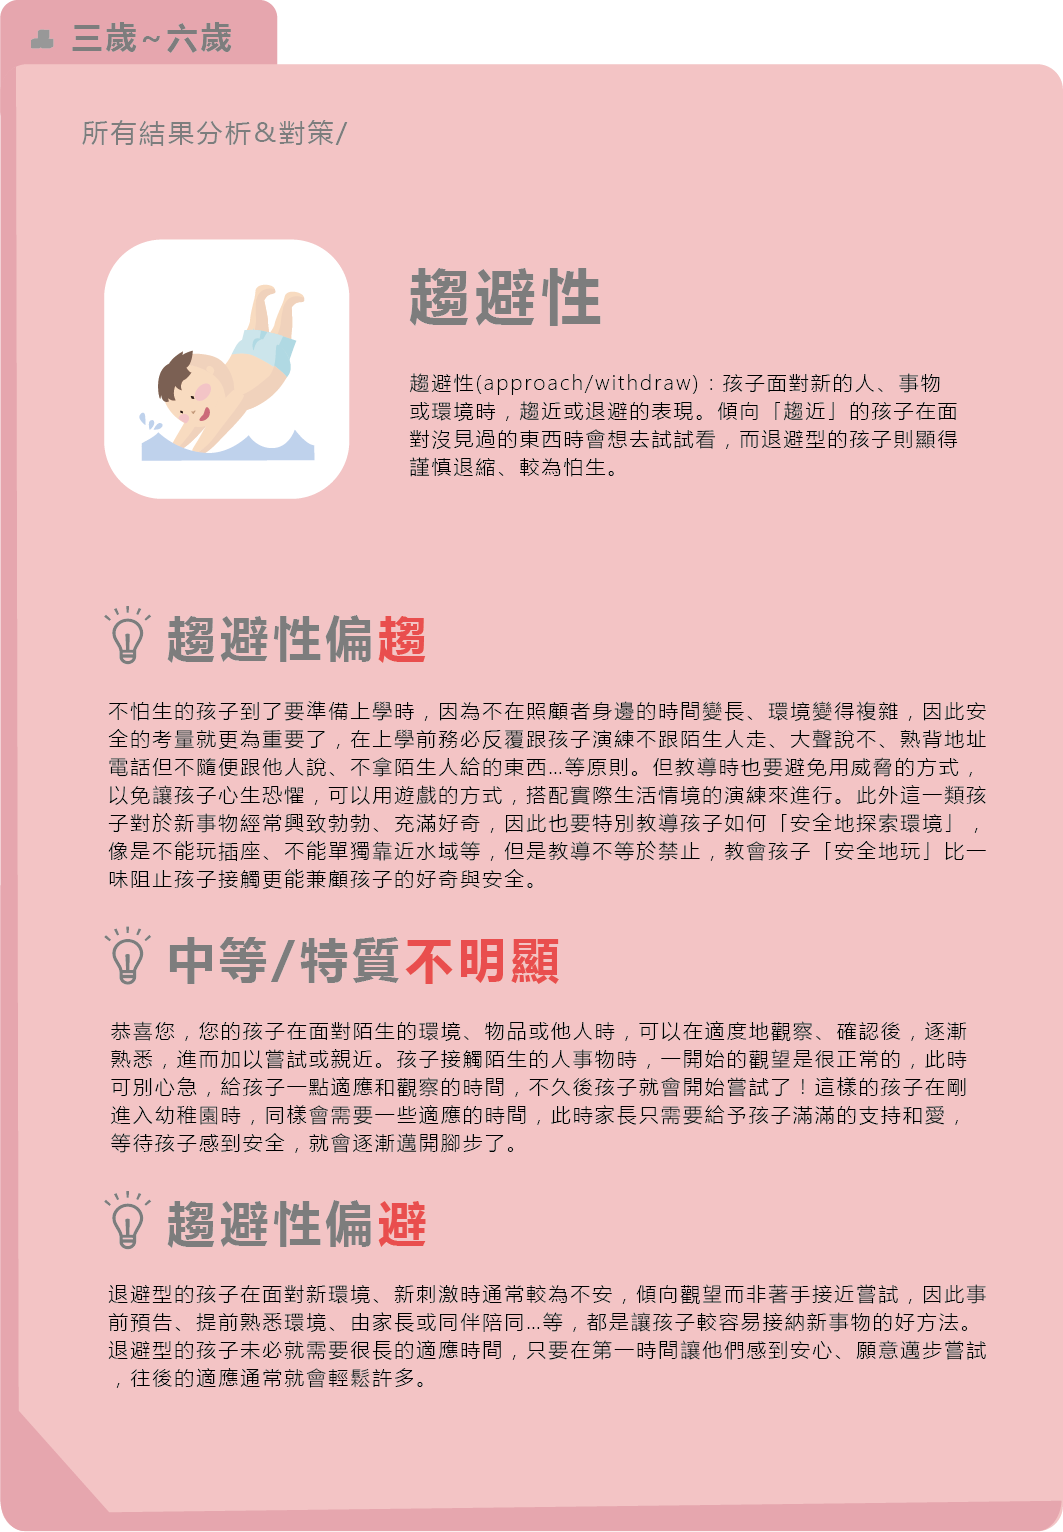 三歲~六歲
所有結果分析&對策/
趨避性
趨避性(approach/withdraw)：孩子面對新的人、事物
或環境時，趨近或退避的表現。傾向「趨近」的孩子在面
對沒見過的東西時會想去試試看，而退避型的孩子則顯得
謹慎退縮、較為怕生。
趨避性偏趨
不怕生的孩子到了要準備上學時，因為不在照顧者身邊的時間變長、環境變得複雜，因此安
全的考量就更為重要了，在上學前務必反覆跟孩子演練不跟陌生人走、大聲說不、熟背地址
電話但不隨便跟他人說、不拿陌生人給的東西...等原則。但教導時也要避免用威脅的方式，
以免讓孩子心生恐懼，可以用遊戲的方式，搭配實際生活情境的演練來進行。此外這一類孩
子對於新事物經常興致勃勃、充滿好奇，因此也要特別教導孩子如何「安全地探索環境」，
像是不能玩插座、不能單獨靠近水域等，但是教導不等於禁止，教會孩子「安全地玩」比一
味阻止孩子接觸更能兼顧孩子的好奇與安全。
中等/特質不明顯
恭喜您，您的孩子在面對陌生的環境、物品或他人時，可以在適度地觀察、確認後，逐漸
熟悉，進而加以嘗試或親近。孩子接觸陌生的人事物時，一開始的觀望是很正常的，此時
可別心急，給孩子一點適應和觀察的時間，不久後孩子就會開始嘗試了！這樣的孩子在剛
進入幼稚園時，同樣會需要一些適應的時間，此時家長只需要給予孩子滿滿的支持和愛，
等待孩子感到安全，就會逐漸邁開腳步了。
趨避性偏避
退避型的孩子在面對新環境、新刺激時通常較為不安，傾向觀望而非著手接近嘗試，因此事
前預告、提前熟悉環境、由家長或同伴陪同...等，都是讓孩子較容易接納新事物的好方法。
退避型的孩子未必就需要很長的適應時間，只要在第一時間讓他們感到安心、願意邁步嘗試
，往後的適應通常就會輕鬆許多。